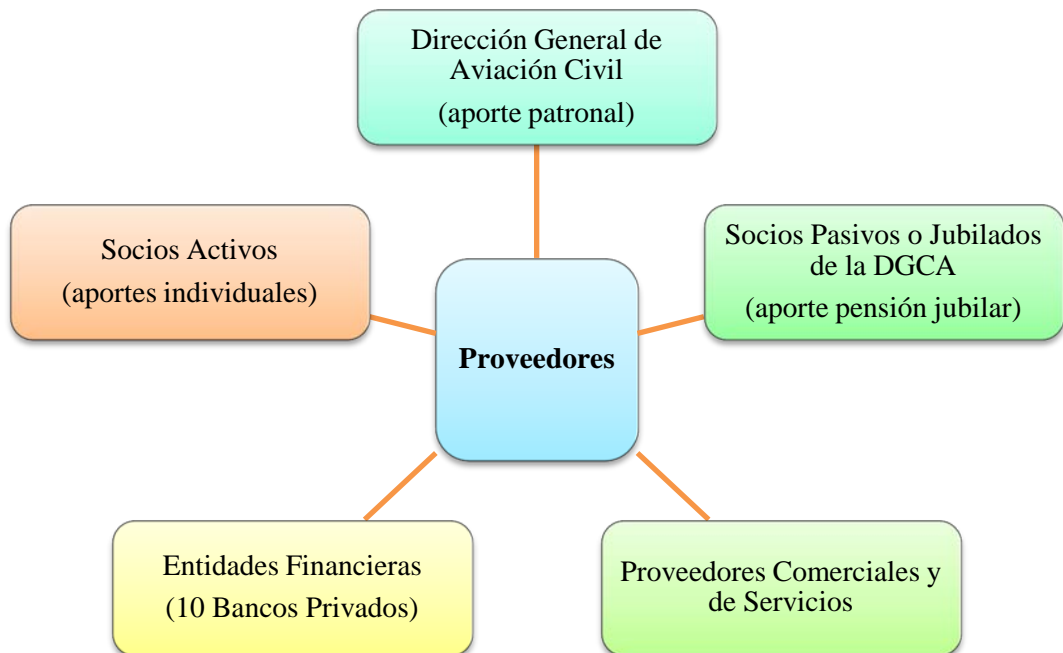 Dirección General de
Aviación Civil
(aporte patronal)
Socios Activos
(aportes individuales)
Socios Pasivos o Jubilados
de la DGCA
(aporte pensión jubilar)
Proveedores
Entidades Financieras
(10 Bancos Privados)
Proveedores Comerciales y
de Servicios